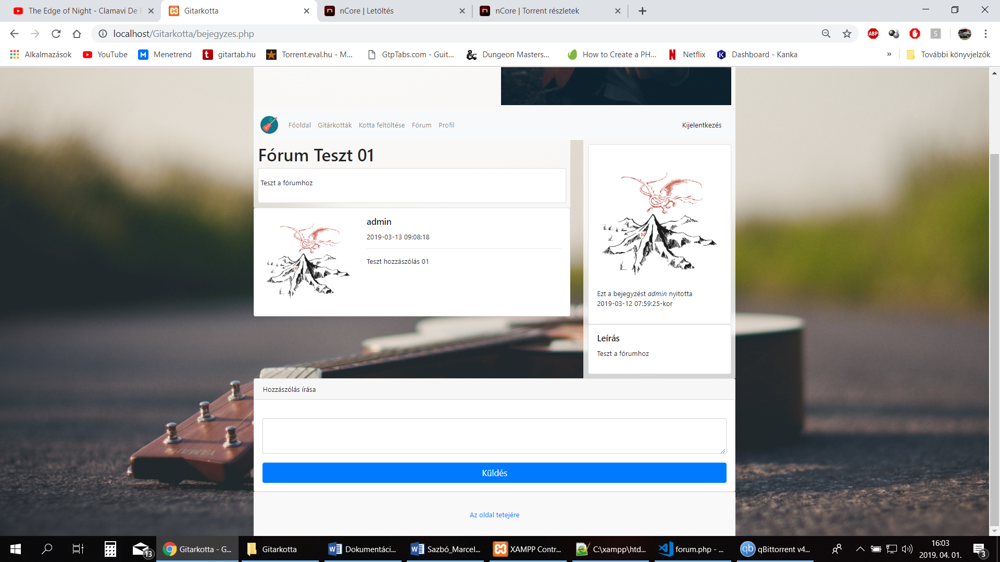 The Edge of Night - Clamavi De P
Gitarkotta
nCore | Letöltés
nCore | Torrent részletek
localhost/Gitarkotta/bejegyzes.php
ABP
S
Alkalmazások
YouTube
Menetrend
gitartab.hu
Torrent.eval.hu - M...
GtpTabs.com - Guit...
Dungeon Masters...
How to Create a PH...
Netflix
Dashboard - Kanka
»
További könyvjelzők
Főoldal
Gitárkották
Kotta feltöltése
Fórum
Profil
Kijelentkezés
Fórum Teszt 01
Teszt a fórumhoz
admin
2019-03-13 09:08:18
Teszt hozzászólás 01
Ezt a bejegyzést admin nyitotta
2019-03-12 07:59:25-kor
Leírás
Teszt a fórumhoz
Hozzászólás írása
YAMAHA
Küldés
Az oldal tetejére
13
Gitarkotta - G...
Gitarkotta
Dokumentáci...
Sazbó_Marcel...
XAMPP Contr...
C:\xampp\htd...
forum.php - ...
qb
qBittorrent v4...
16:03
2019. 04. 01.
3